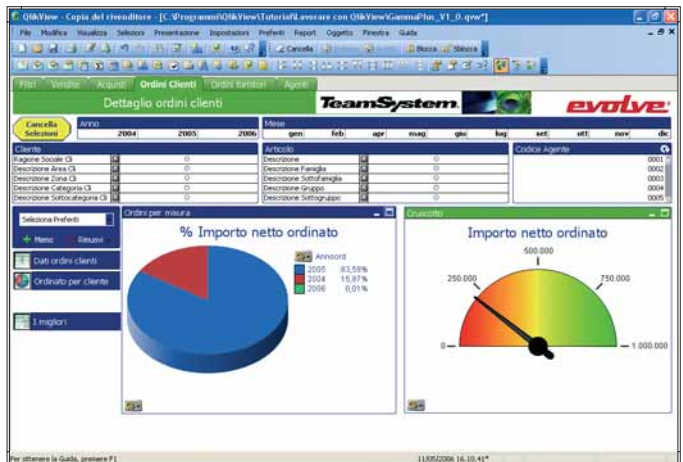 QlikView - Copia del rivenditore - [C:\Programmi\QlikView\Tutorial\Lavorare con QlikView\GammaPlus_V1_0.qvw*]
File Modifica Visualizza Selezioni Presentazione Impostazioni Preferiti Report Oggetto Finestra Guida
Cancella Blocca Sblocca
Filtri Vendite Acquisti Ordini Clienti Ordini fornitori Agenti
Dettaglio ordini clienti TeamSystem evolve
Cancella Selezioni
Anno
2004 2005 2006
Mese
gen feb apr mag giu lug set ott nov dic
Cliente
Ragione Sociale Cli
Descrizione Area Cli
Descrizione Zona Cli
Descrizione Categoria Cli
Descrizione Sottocategoria Cli
Articolo
Descrizione
Descrizione Famiglia
Descrizione Sottofamiglia
Descrizione Gruppo
Descrizione Sottogruppo
Codice Agente
0001
0002
0003
0004
0005
Seleziona Preferiti
Memo Rimuovi
Dati ordini clienti
Ordinato per cliente
I migliori
Ordini per misura
% Importo netto ordinato
Annoord
2005 83,59%
2004 15,87%
2006 0,01%
Cruscotto
Importo netto ordinato
500.000
250.000 750.000
0 1.000.000
Per ottenere la Guida, premere F1 11/05/2006 16.10.41*